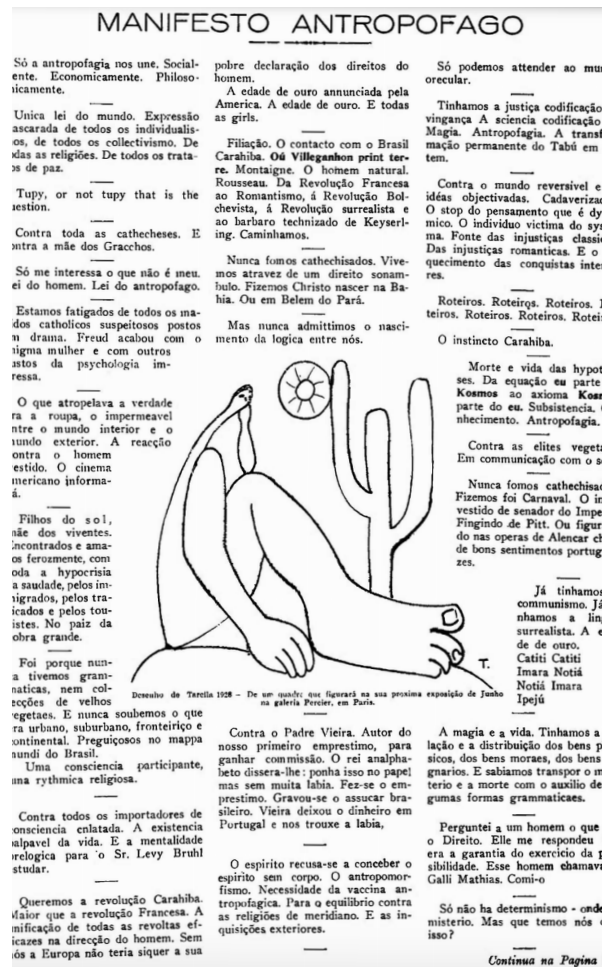 MANIFESTO ANTROPOFAGO
Só a antropofagia nos une. Social-
ente. Economicamente. Philoso-
icamente.
Unica lei do mundo. Expressão
ascarada de todos os individualis-
os, de todos os collectivismo. De
das as religiões. De todos os trata-
os de paz.
Tupy, or not tupy that is the
uestion.
Contra toda as cathecheses. E
ontra a mãe dos Gracchos.
Só me interessa o que não é meu.
ei do homem. Lei do antropofago.
Estamos fatigados de todos os ma-
dos catholicos suspeitosos postos
m drama. Freud acabou com o
nigma mulher e com outros
ustos da psychologia im-
ressa.
O que atropelava a verdade
ra a roupa, o impermeavel
ntre o mundo interior e o
undo exterior. A reacção
ontra o homem
estido. O cinema
mericano informa-
á.
Filhos do sol,
mãe dos viventes.
ncontrados e ama-
os ferozmente, com
oda a hypocrisia
a saudade, pelos im-
igrados, pelos tra-
icados e pelos tou-
istes. No paiz da
obra grande.
Foi porque nun-
a tivemos gram-
maticas, nem col-
ecções de velhos
vegetaes. E nunca soubemos o que
ra urbano, suburbano, fronteiriço e
ontinental. Preguiçosos no mappa
mundi do Brasil.
Uma consciencia participante,
ma rythmica religiosa.
Contra todos os importadores de
onsciencia enlatada. A existencia
palpavel da vida. E a mentalidade
relogica para o Sr. Levy Bruhl
studar.
Queremos a revolução Carahiba.
Maior que a revolução Francesa. A
nificação de todas as revoltas ef-
icazes na direcção do homem. Sem
ós a Europa não teria siquer a sua
pobre declaração dos direitos do
homem.
A edade de ouro annunciada pela
America. A edade de ouro. E todas
as girls.
Filiação. O contacto com o Brasil
Carahiba. Oú Villeganhon print ter-
re. Montaigne. O homem natural.
Rousseau. Da Revolução Francesa
ao Romantismo, á Revolução Bol-
chevista, á Revolução surrealista e
ao barbaro technizado de Keyser-
ling. Caminhamos.
Nunca fomos cathechisados. Vive-
mos atravez de um direito sonam-
bulo. Fizemos Christo nascer na Ba-
hia. Ou em Belem do Pará.
Mas nunca admittimos o nasci-
mento da logica entre nós.
T.
Desenho de Tarcila 1928 - De um quadro que figurará na sua proxima exposição de Junho
na galeria Percier, em Paris.
Contra o Padre Vieira. Autor do
nosso primeiro emprestimo, para
ganhar commissão. O rei analpha-
beto dissera-lhe: ponha isso no papel
mas sem muita labia. Fez-se o em-
prestimo. Gravou-se o assucar bra-
sileiro. Vieira deixou o dinheiro em
Portugal e nos trouxe a labia,
O espirito recusa-se a conceber o
espirito sem corpo. O antropomor-
fismo. Necessidade da vaccina an-
tropofagica. Para o equilibrio contra
as religiões de meridiano. E as in-
quisições exteriores.
Só podemos attender ao mu
orecular.
Tinhamos a justiça codificação
vingança A sciencia codificação
Magia. Antropofagia. A transf
mação permanente do Tabú em
tem.
Contra o mundo reversivel e
idéas objectivadas. Cadaveriza
O stop do pensamento que é dy
mico. O individuo victima do sys
ma. Fonte das injustiças classic
Das injustiças romanticas. E o
quecimento das conquistas inte
res.
Roteiros. Roteiros. Roteiros. R
teiros. Roteiros. Roteiros. Rotei
O instincto Carahiba.
Morte e vida das hypot
ses. Da equação eu parte
Kosmos ao axioma Kos
parte do eu. Subsistencia.
nhecimento. Antropofagia.
Contra as elites veget
Em communicação com o s
Nunca fomos cathechisa
Fizemos foi Carnaval. O in
vestido de senador do Impe
Fingindo de Pitt. Ou figur
do nas operas de Alencar ch
de bons sentimentos portug
zes.
Já tinhamos
communismo. Já
nhamos a lin
surrealista. A e
de de ouro.
Catiti Catiti
Imara Notiá
Notiá Imara
Ipejú
A magia e a vida. Tinhamos a
lação e a distribuição dos bens p
sicos, dos bens moraes, dos bens
gnarios. E sabiamos transpor o m
terio e a morte com o auxilio de
gumas formas grammaticaes.
Perguntei a um homem o que
o Direito. Elle me respondeu
era a garantia do exercicio da p
sibilidade. Esse homem chamava
Galli Mathias. Comi-o
Só não ha determinismo - onde
misterio. Mas que temos nós
isso?
Continua na Pagina